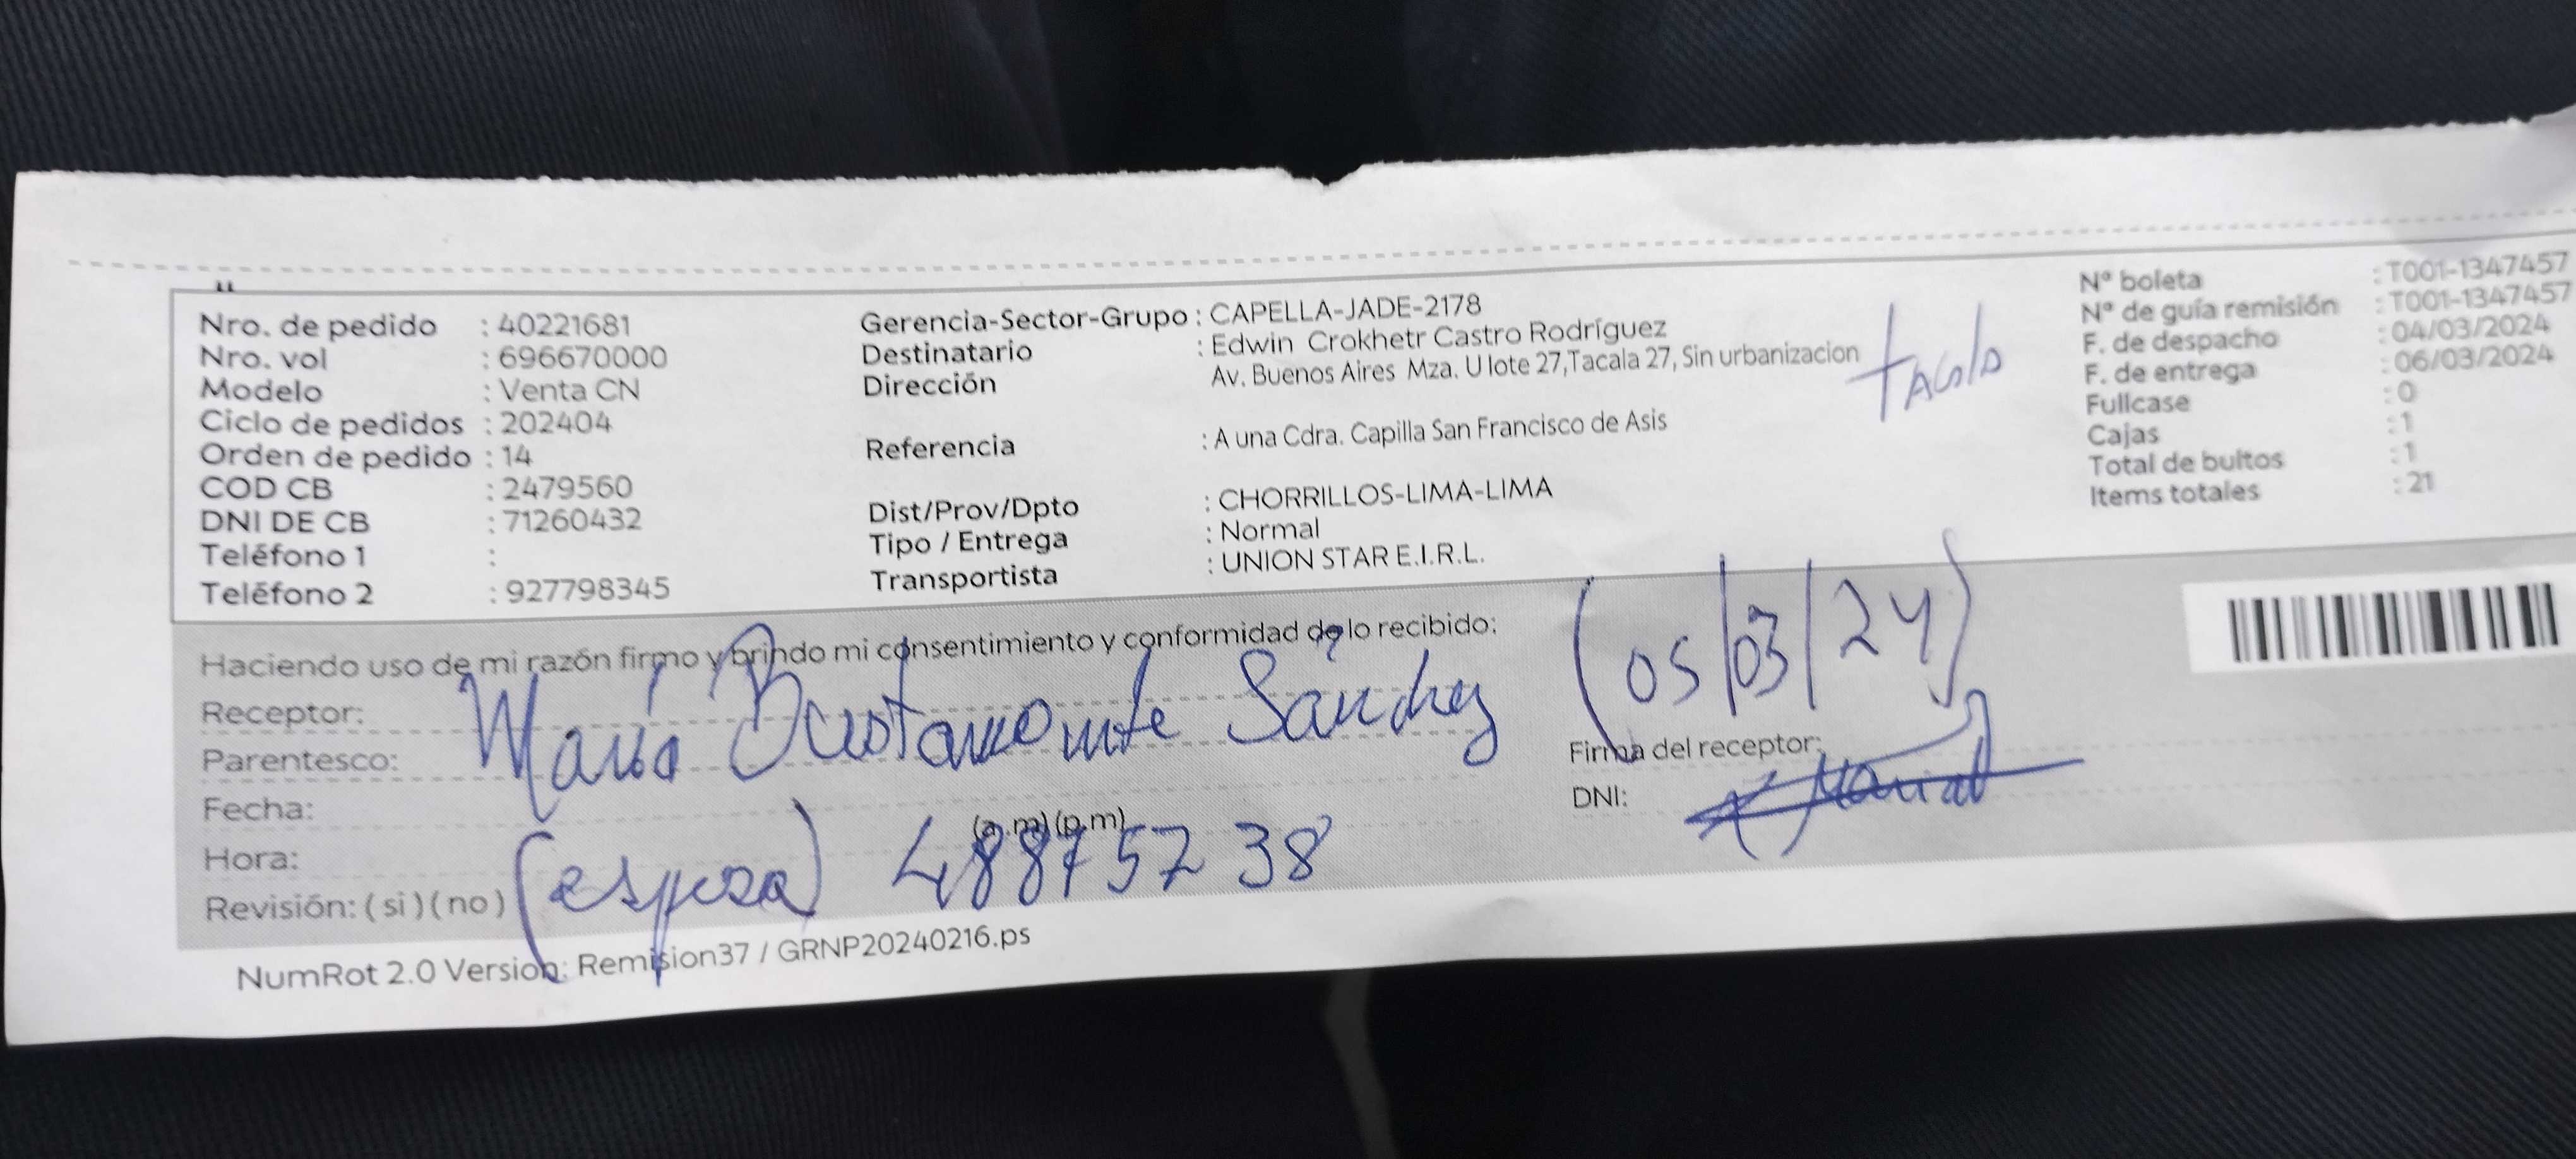 Nro. de pedido : 40221681
Nro. vol : 696670000
Modelo : Venta CN
Ciclo de pedidos : 202404
Orden de pedido : 14
COD CB : 2479560
DNI DE CB : 71260432
Teléfono 1 :
Teléfono 2 : 927798345
Gerencia-Sector-Grupo : CAPELLA-JADE-2178
Destinatario : Edwin Crokhetr Castro Rodríguez
Dirección Av. Buenos Aires Mza. U lote 27,Tacala 27, Sin urbanizacion
Referencia : A una Cdra. Capilla San Francisco de Asis
Dist/Prov/Dpto : CHORRILLOS-LIMA-LIMA
Tipo / Entrega : Normal
Transportista : UNION STAR E.I.R.L.
Nº boleta : T001-1347457
Nº de guía remisión : T001-1347457
F. de despacho : 04/03/2024
F. de entrega : 06/03/2024
Fullcase : 0
Cajas : 1
Total de bultos : 1
Items totales : 21
Haciendo uso de mi razón firmo y brindo mi consentimiento y conformidad de lo recibido:
(05/03/24)
Receptor: María Bustamante Sánchez
Parentesco:
Fecha:
Hora: (a .m) (p.m)
Revisión: ( si ) ( no ) (esposa) 48875738
Firma del receptor:
DNI:
NumRot 2.0 Version: Remision37 / GRNP20240216.ps